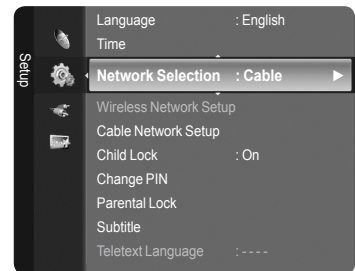 Setup
Language : English
Time
Network Selection : Cable
Wireless Network Setup
Cable Network Setup
Child Lock : On
Change PIN
Parental Lock
Subtitle
Teletext Language : - - - -